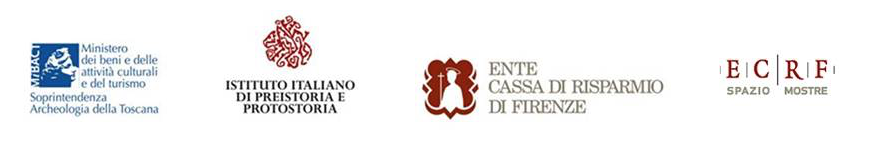 MiBACT
Ministero
dei beni e delle
attività culturali
e del turismo
Soprintendenza
Archeologia della Toscana
ISTITUTO ITALIANO
DI PREISTORIA E
PROTOSTORIA
ENTE
CASSA DI RISPARMIO
DI FIRENZE
E C R F
SPAZIO MOSTRE